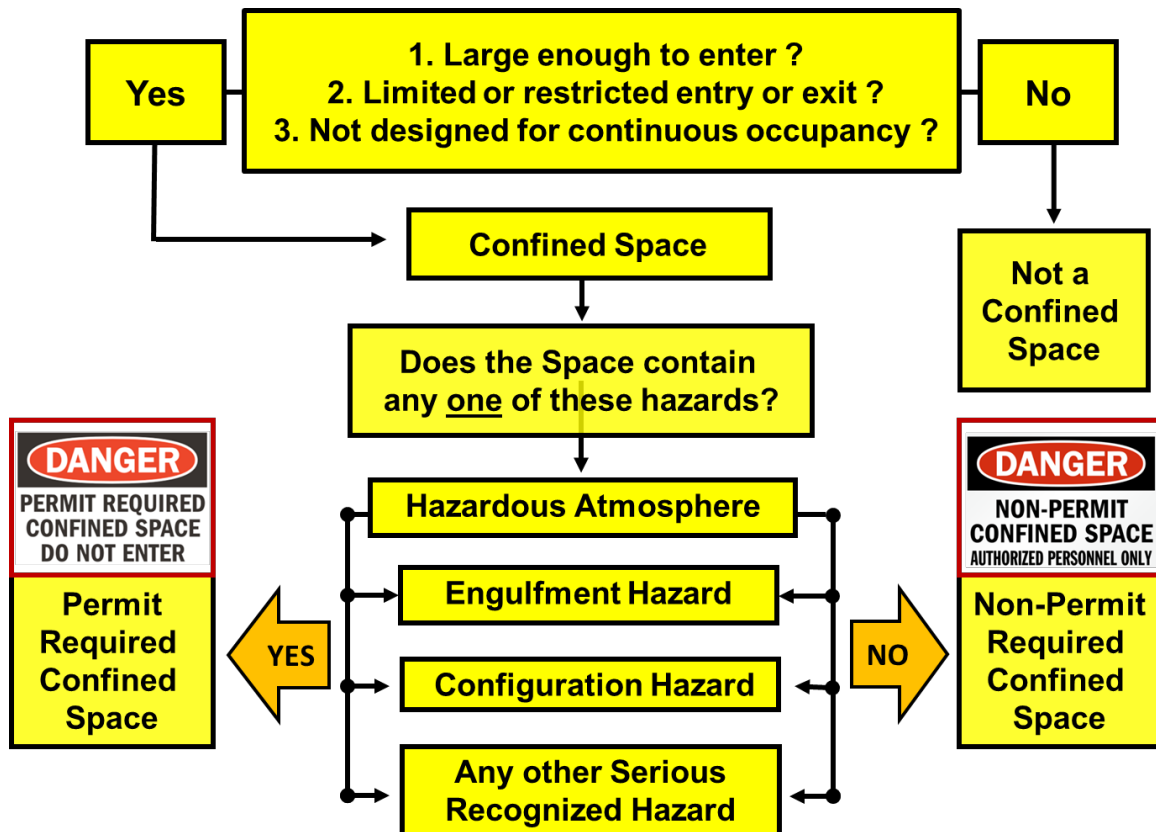 1. Large enough to enter ?
2. Limited or restricted entry or exit ?
3. Not designed for continuous occupancy ?
Yes
No
Confined Space
Not a
Confined
Space
Does the Space contain
any one of these hazards?
DANGER
PERMIT REQUIRED
CONFINED SPACE
DO NOT ENTER
Permit
Required
Confined
Space
YES
Hazardous Atmosphere
Engulfment Hazard
Configuration Hazard
Any other Serious
Recognized Hazard
NO
DANGER
NON-PERMIT
CONFINED SPACE
AUTHORIZED PERSONNEL ONLY
Non-Permit
Required
Confined
Space